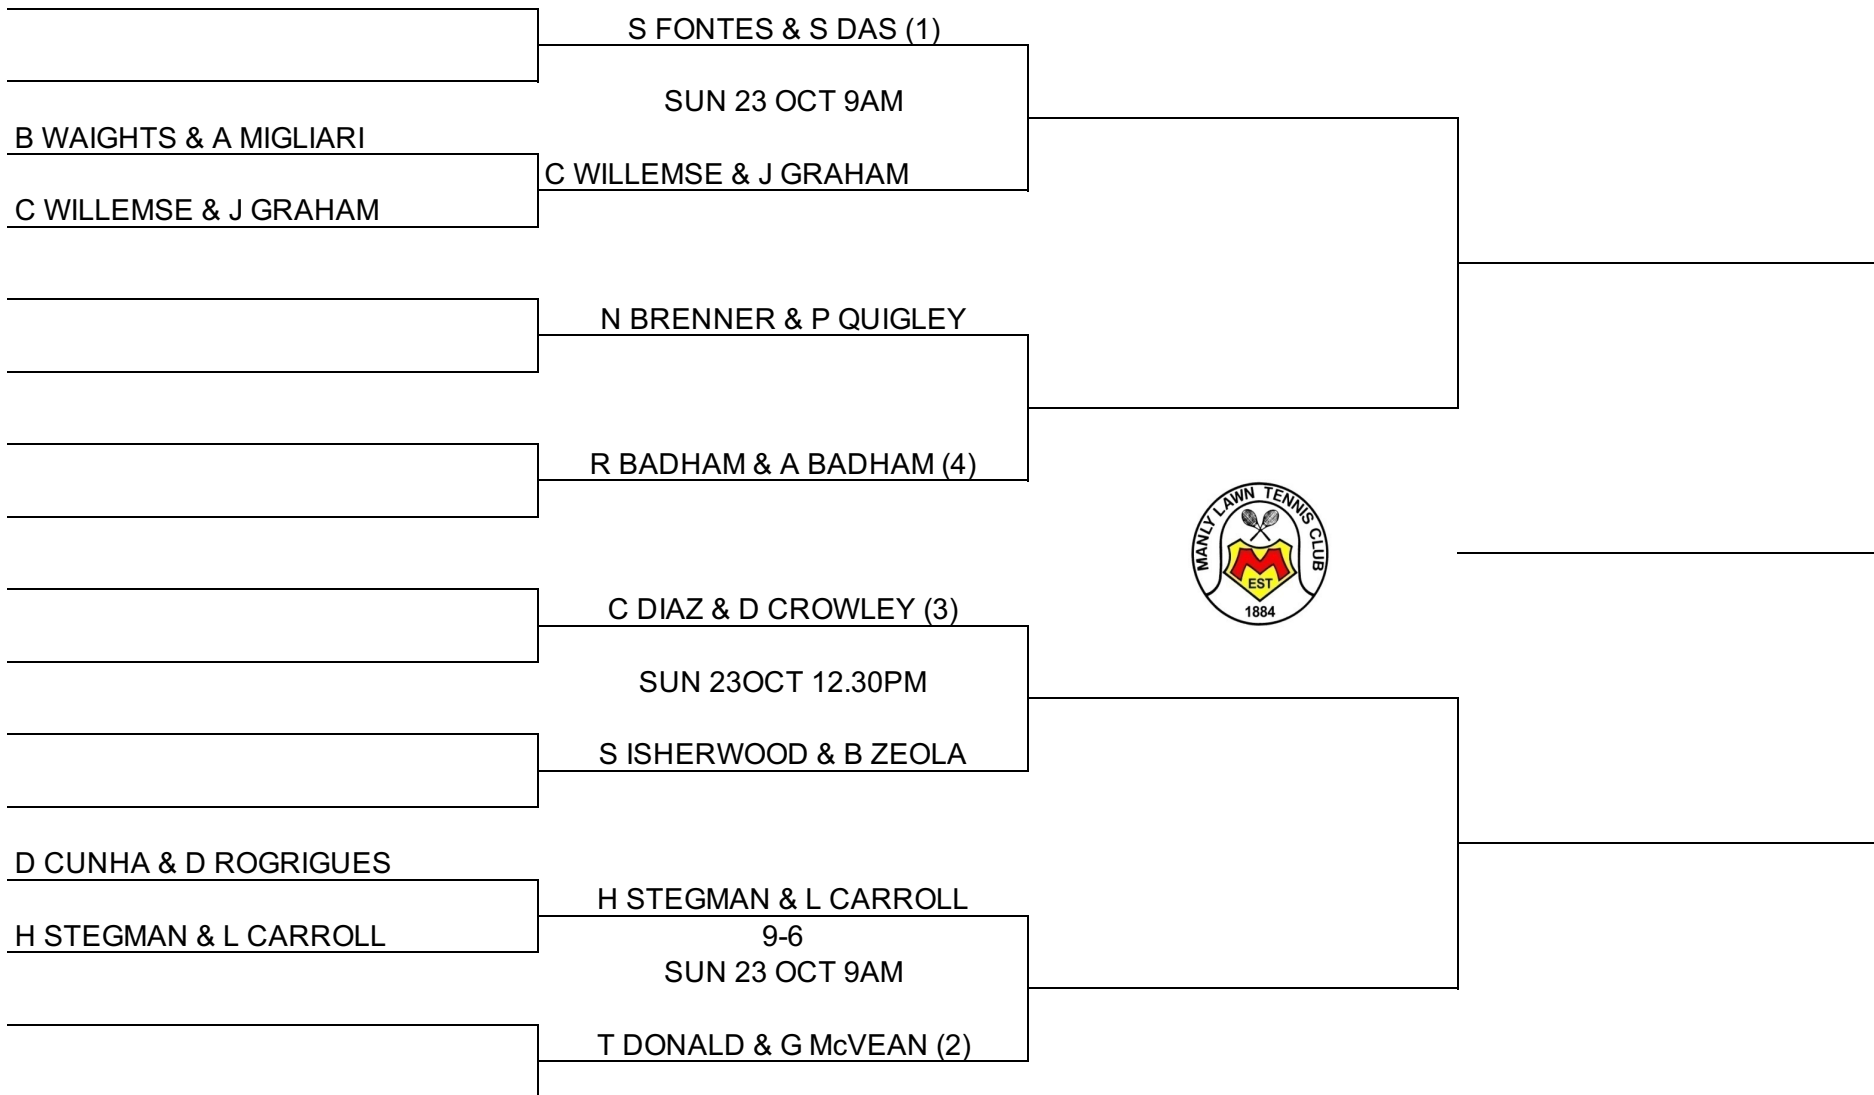 S FONTES & S DAS (1)
SUN 23 OCT 9AM
B WAIGHTS & A MIGLIARI
C WILLEMSE & J GRAHAM
C WILLEMSE & J GRAHAM
N BRENNER & P QUIGLEY
R BADHAM & A BADHAM (4)
MANLY LAWN TENNIS CLUB
M
EST
1884
C DIAZ & D CROWLEY (3)
SUN 23OCT 12.30PM
S ISHERWOOD & B ZEOLA
D CUNHA & D ROGRIGUES
H STEGMAN & L CARROLL
H STEGMAN & L CARROLL
9-6
SUN 23 OCT 9AM
T DONALD & G McVEAN (2)